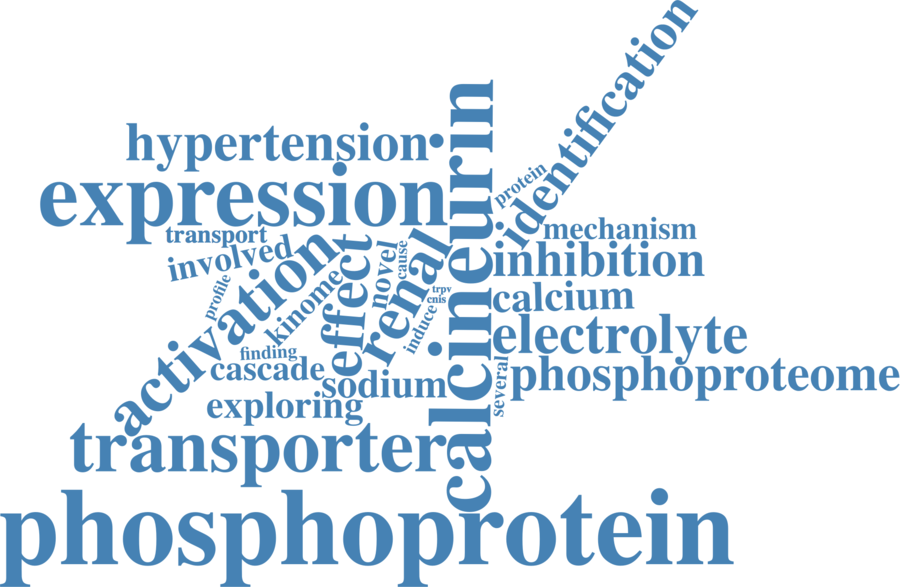 identification
hypertension
calcineurin
expression
protein
mechanism
transport
involved
inhibition
activation
effect
novel
cause
renal
profile
kinome
trpv
cnis
calcium
induce
electrolyte
finding
cascade
sodium
several
phosphoproteome
exploring
transporter
phosphoprotein